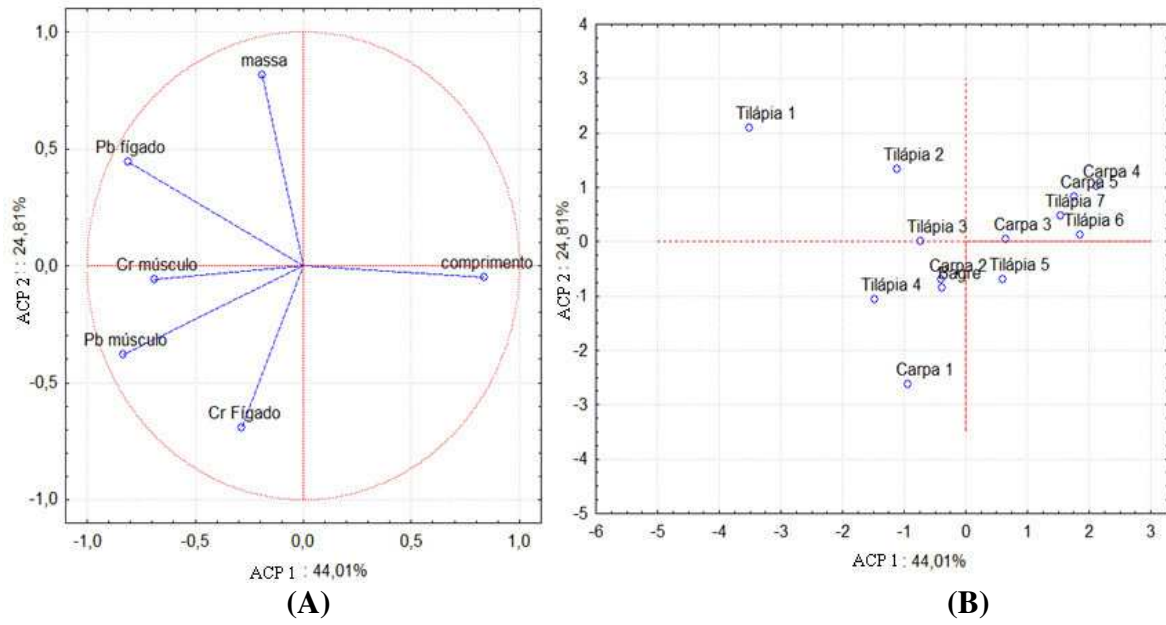 1,0
0,5
0,0
-0,5
-1,0
ACP 2 : 24,81%
massa
Pb fígado
Cr músculo
comprimento
Pb músculo
Cr Fígado
-1,0 -0,5 0,0 0,5 1,0
ACP 1 : 44,01%
(A)
4
3
2
1
0
-1
-2
-3
-4
-5
ACP 2 : 24,81%
Tilápia 1
Tilápia 2
Carpa 4
Carpa 5
Tilápia 7
Tilápia 6
Carpa 3
Tilápia 3
Carpa 2
Bagre
Tilápia 5
Tilápia 4
Carpa 1
-6 -5 -4 -3 -2 -1 0 1 2 3
ACP 1 : 44,01%
(B)